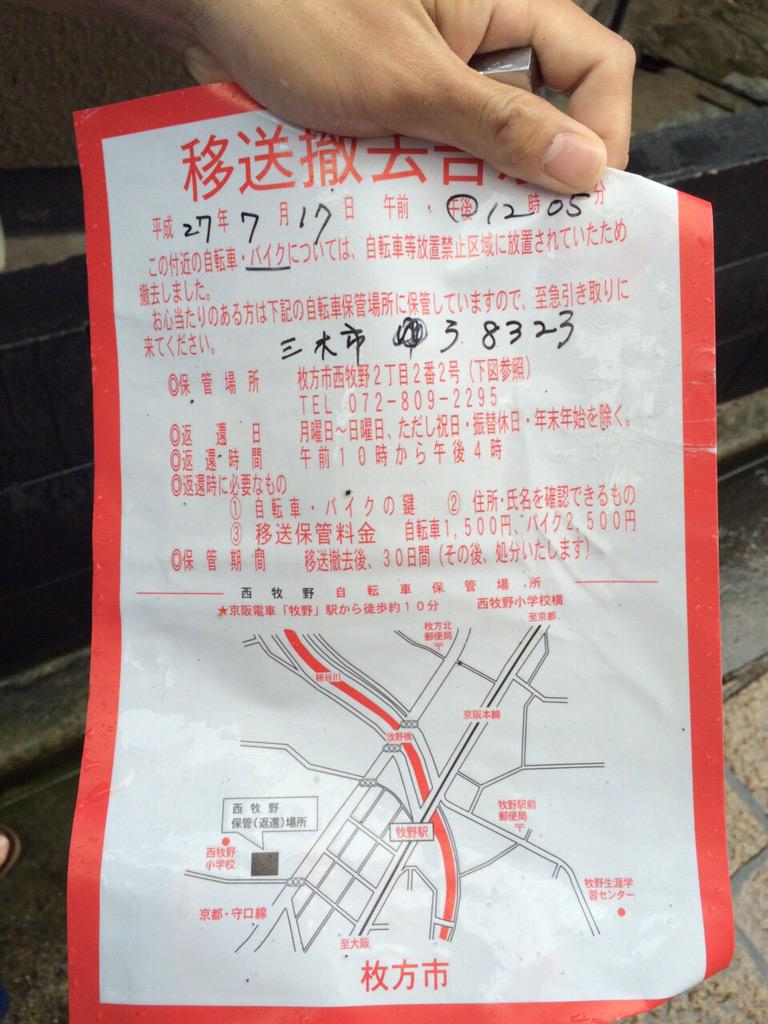 移送撤去告
平成 27 年 7 月 17 日 午前・午後 12 時 05 分
この付近の自転車・バイクについては、自転車等放置禁止区域に放置されていたため
撤去しました。
お心当たりのある方は下記の自転車保管場所に保管していますので、至急引き取りに
来てください。
38323
◎保管場所 枚方市西牧野2丁目2番2号(下図参照)
TEL 072-809-2295
◎返還日 月曜日~日曜日、ただし祝日・振替休日・年末年始を除く。
◎返還時間 午前10時から午後4時
◎返還時に必要なもの
① 自転車・バイクの鍵 ② 住所・氏名を確認できるもの
③ 移送保管料金 自転車1,500円、バイク2,500円
◎保管期間 移送撤去後、30日間(その後、処分いたします)
西牧野自転車保管場所
★京阪電車「牧野」駅から徒歩約10分 西牧野小学校横
至京都
枚方北
郵便局
〒
穂谷川
京阪本線
浅野橋
西牧野
保管(返還)場所
牧野駅前
郵便局
〒
牧野駅
西牧野
小学校
牧野生涯学
習センター
京都・守口線
至大阪
枚方市